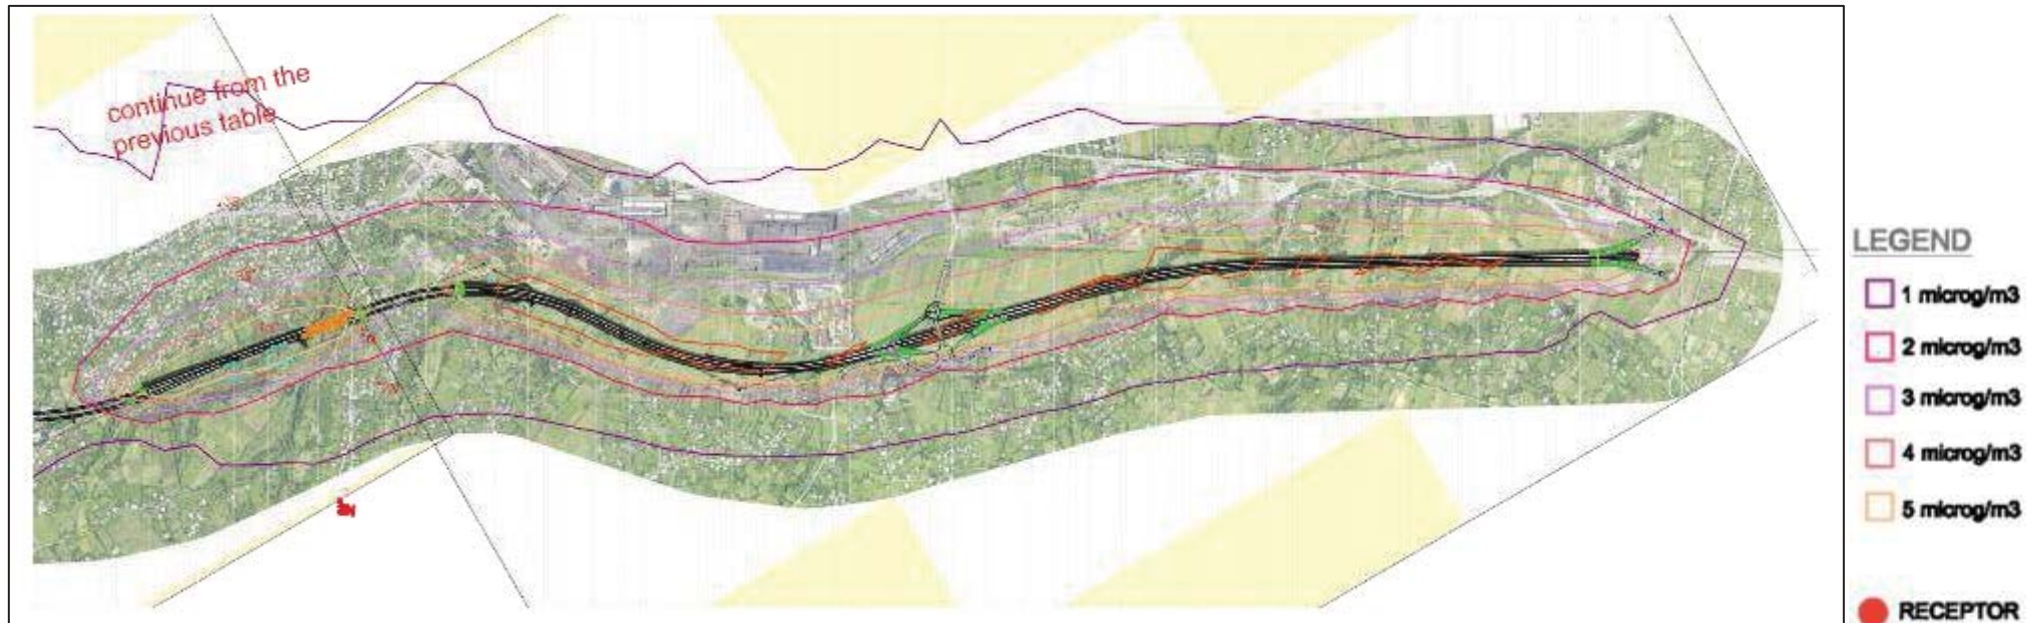 continue from the
previous table
LEGEND
1 microg/m3
2 microg/m3
3 microg/m3
4 microg/m3
5 microg/m3
RECEPTOR